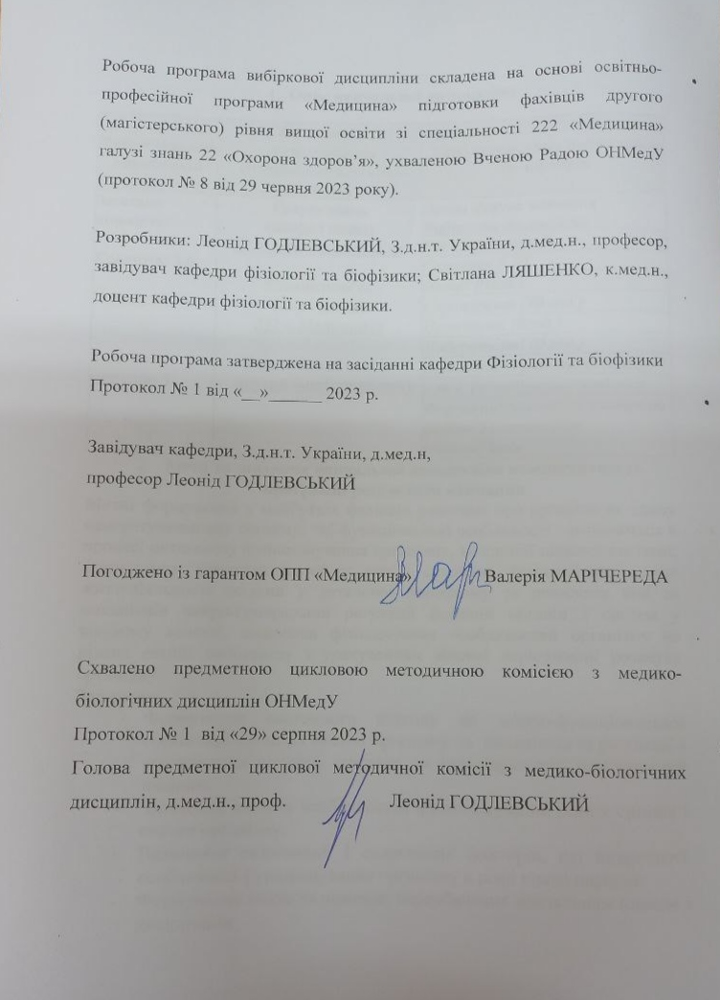 Робоча програма вибіркової дисципліни складена на основі освітньо-
професійної програми «Медицина» підготовки фахівців другого
(магістерського) рівня вищої освіти зі спеціальності 222 «Медицина»
галузі знань 22 «Охорона здоров’я», ухваленою Вченою Радою ОНМедУ
(протокол № 8 від 29 червня 2023 року).
Розробники: Леонід ГОДЛЕВСЬКИЙ, З.д.н.т. України, д.мед.н., професор,
завідувач кафедри фізіології та біофізики; Світлана ЛЯШЕНКО, к.мед.н.,
доцент кафедри фізіології та біофізики.
Робоча програма затверджена на засіданні кафедри Фізіології та біофізики
Протокол № 1 від «__»______ 2023 р.
Завідувач кафедри, З.д.н.т. України, д.мед.н,
професор Леонід ГОДЛЕВСЬКИЙ
Погоджено із гарантом ОПП «Медицина» Валерія МАРІЧЕРЕДА
Схвалено предметною цикловою методичною комісією з медико-
біологічних дисциплін ОНМедУ
Протокол № 1 від «29» серпня 2023 р.
Голова предметної циклової методичної комісії з медико-біологічних
дисциплін, д.мед.н., проф. Леонід ГОДЛЕВСЬКИЙ